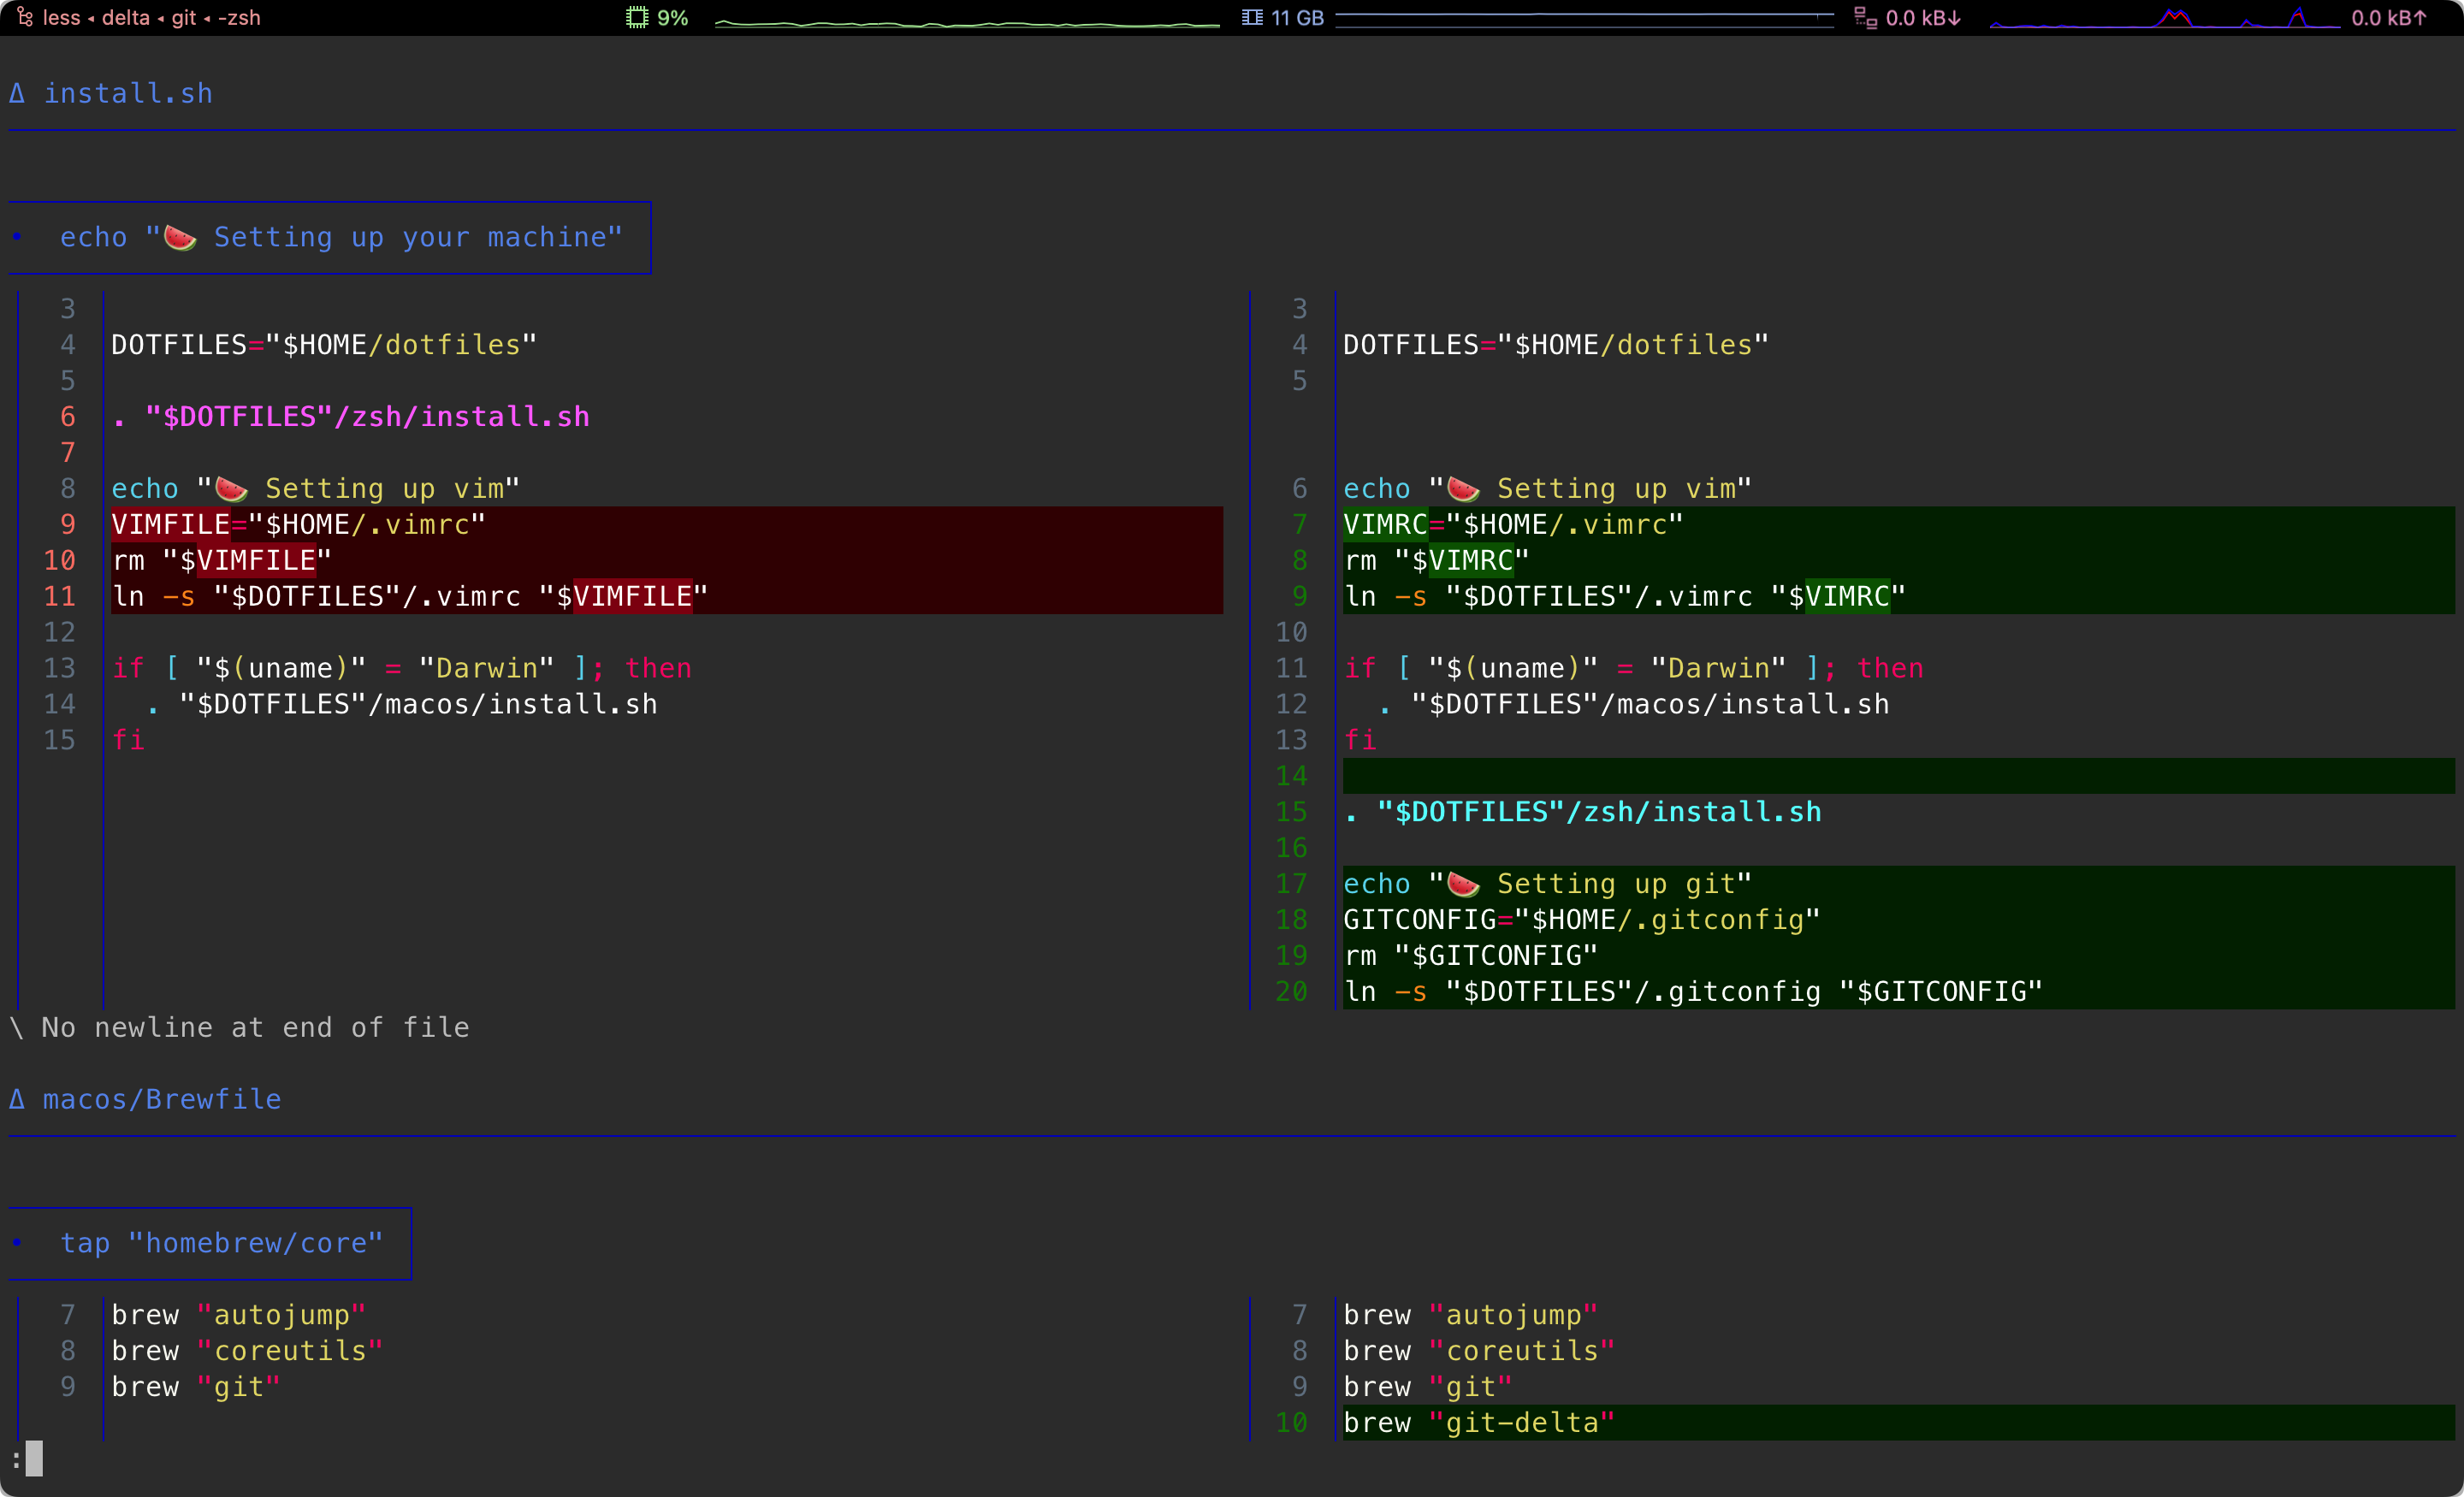 less ◂ delta ◂ git ◂ -zsh 9% 11 GB 0.0 kB↓ 0.0 kB↑
Δ install.sh
• echo "🍉 Setting up your machine"
3 3
4 DOTFILES="$HOME/dotfiles" 4 DOTFILES="$HOME/dotfiles"
5 5
6 . "$DOTFILES"/zsh/install.sh
7
8 echo "🍉 Setting up vim" 6 echo "🍉 Setting up vim"
9 VIMFILE="$HOME/.vimrc" 7 VIMRC="$HOME/.vimrc"
10 rm "$VIMFILE" 8 rm "$VIMRC"
11 ln -s "$DOTFILES"/.vimrc "$VIMFILE" 9 ln -s "$DOTFILES"/.vimrc "$VIMRC"
12 10
13 if [ "$(uname)" = "Darwin" ]; then 11 if [ "$(uname)" = "Darwin" ]; then
14 . "$DOTFILES"/macos/install.sh 12 . "$DOTFILES"/macos/install.sh
15 fi 13 fi
14
15 . "$DOTFILES"/zsh/install.sh
16
17 echo "🍉 Setting up git"
18 GITCONFIG="$HOME/.gitconfig"
19 rm "$GITCONFIG"
20 ln -s "$DOTFILES"/.gitconfig "$GITCONFIG"
\ No newline at end of file
Δ macos/Brewfile
• tap "homebrew/core"
7 brew "autojump" 7 brew "autojump"
8 brew "coreutils" 8 brew "coreutils"
9 brew "git" 9 brew "git"
10 brew "git-delta"
: